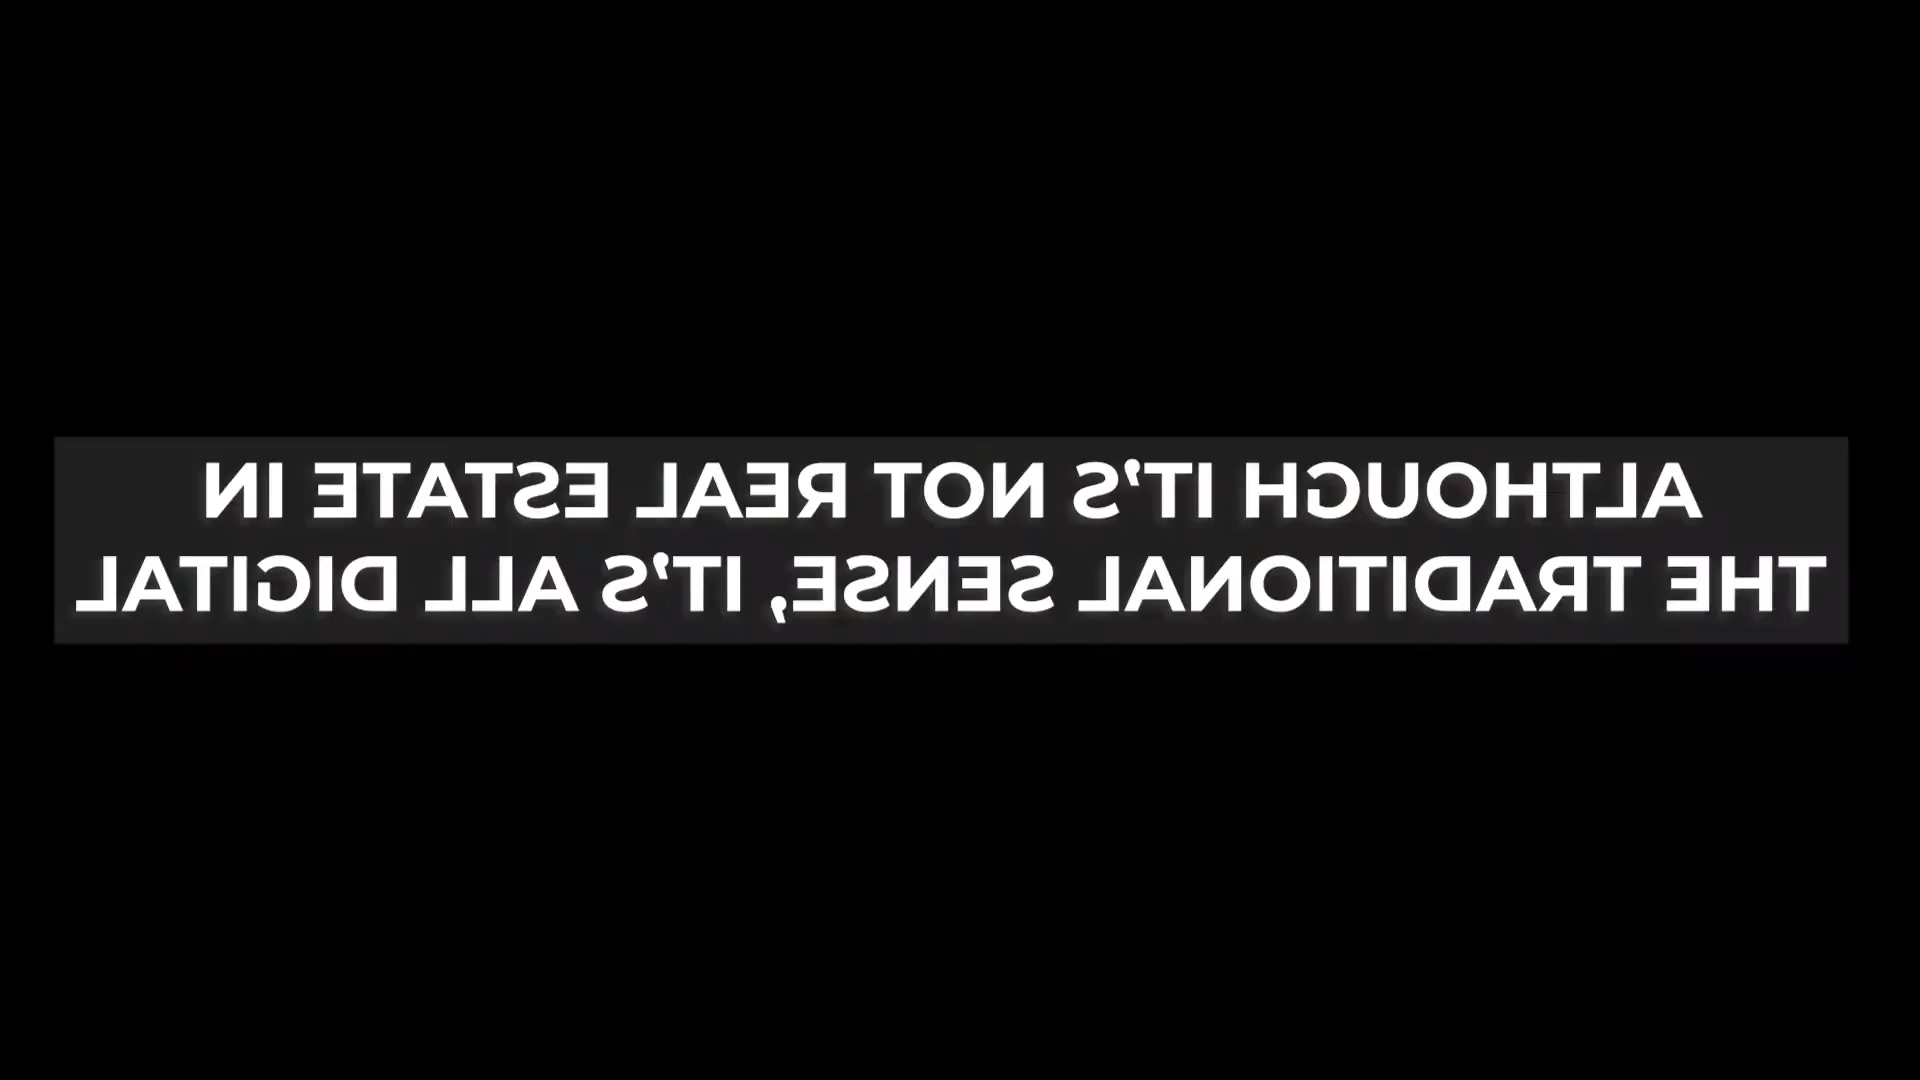 ALTHOUGH IT'S NOT REAL ESTATE IN
THE TRADITIONAL SENSE, IT'S ALL DIGITAL